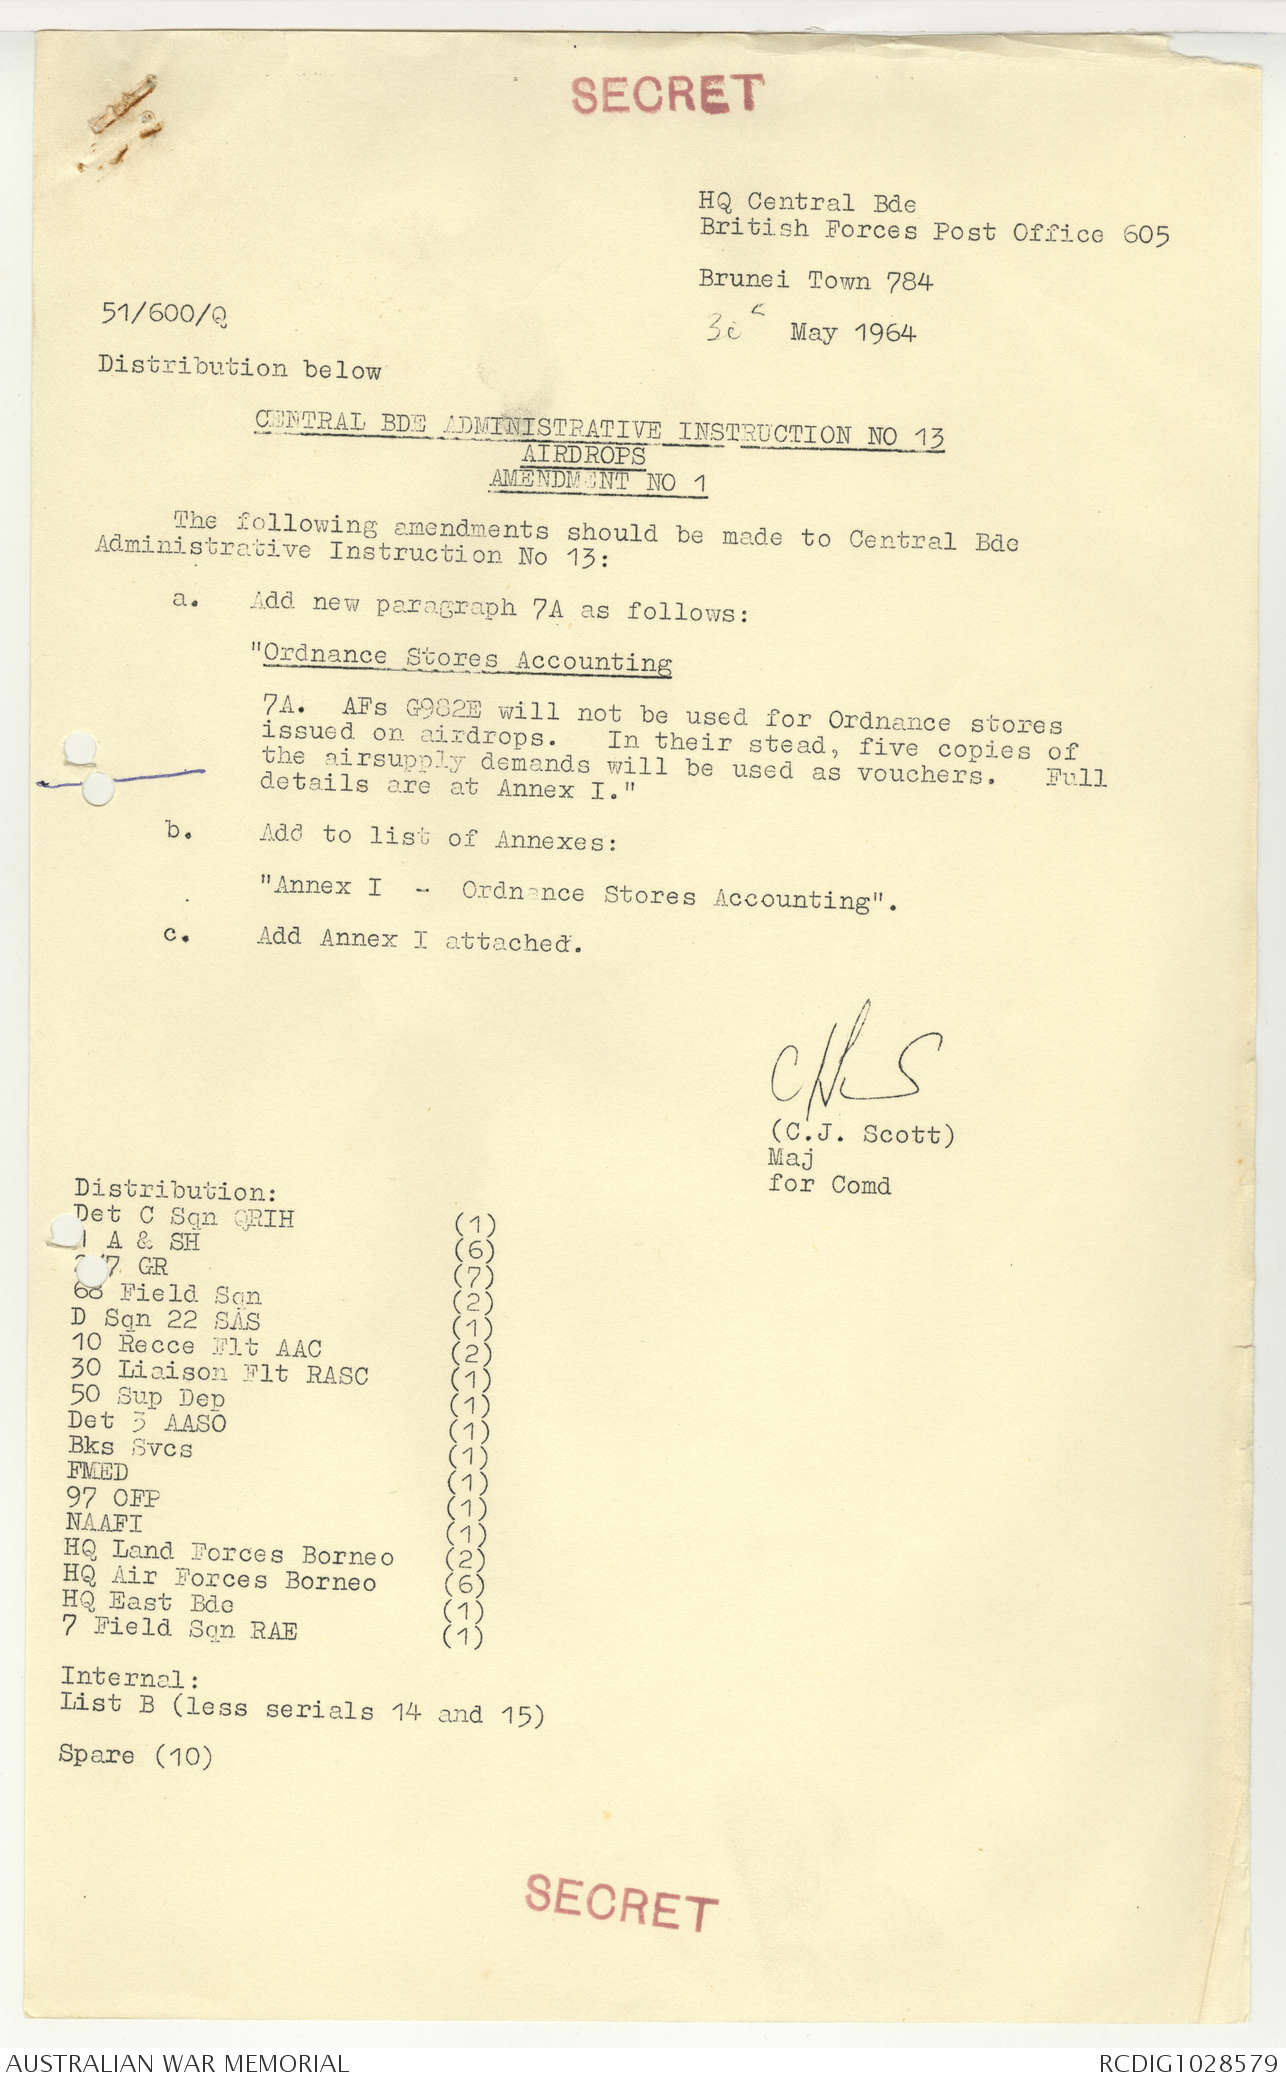 SECRET
HQ Central Bde
British Forces Post Office 605
Brunei Town 784
51/600/Q
May 1964
Distribution below
CENTRAL BDE ADMINISTRATIVE INSTRUCTION NO 13
AIRDROPS
AMENDMENT NO 1
The following amendments should be made to Central Bde
Administrative Instruction No 13:
a. Add new paragraph 7A as follows:
"Ordnance Stores Accounting
7A. AFs G982E will not be used for Ordnance stores
issued on airdrops. In their stead, five copies of
the airsupply demands will be used as vouchers. Full
details are at Annex I."
b. Add to list of Annexes:
"Annex I - Ordnance Stores Accounting".
c. Add Annex I attached.
(C.J. Scott)
Maj
for Comd
Distribution:
Det C Sqn QRIH (1)
1 A & SH (6)
/7 GR (7)
68 Field Sqn (2)
D Sqn 22 SAS (1)
10 Recce Flt AAC (2)
30 Liaison Flt RASC (1)
50 Sup Dep (1)
Det 3 AASO (1)
Bks Svcs (1)
FMED (1)
97 OFP (1)
NAAFI (1)
HQ Land Forces Borneo (2)
HQ Air Forces Borneo (6)
HQ East Bde (1)
7 Field Sqn RAE (1)
Internal:
List B (less serials 14 and 15)
Spare (10)
SECRET
AUSTRALIAN WAR MEMORIAL
RCDIG1028579